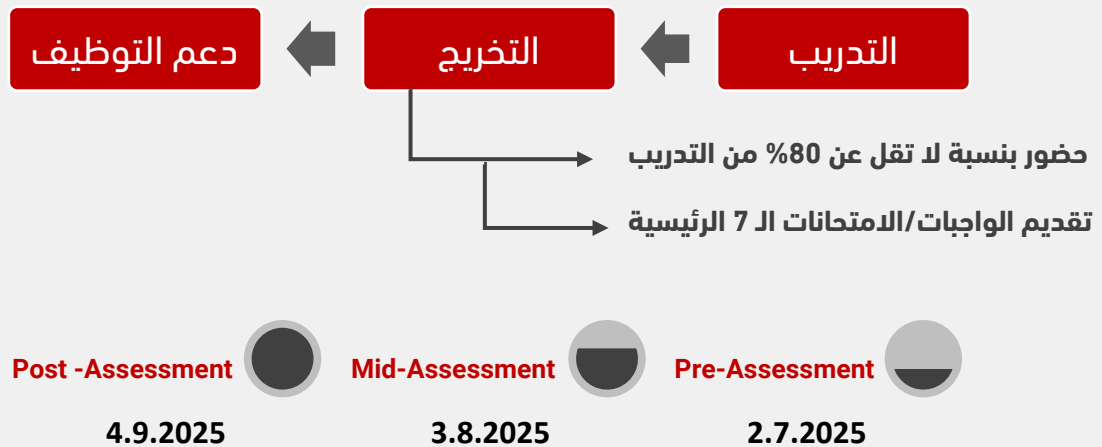 التدريب
التخريج
دعم التوظيف
حضور بنسبة لا تقل عن 80% من التدريب
تقديم الواجبات/الامتحانات الـ 7 الرئيسية
Pre-Assessment
Mid-Assessment
Post -Assessment
2.7.2025
3.8.2025
4.9.2025